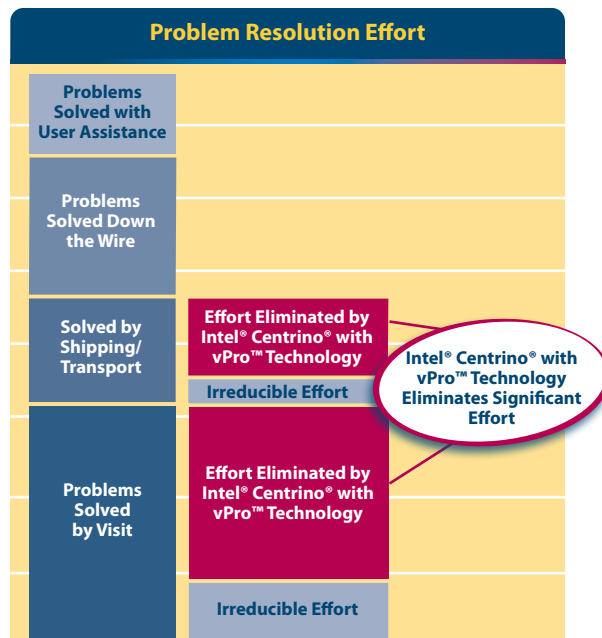 Problem Resolution Effort
Problems
Solved with
User Assistance
Problems
Solved Down
the Wire
Solved by
Shipping/
Transport
Problems
Solved
by Visit
Effort Eliminated by
Intel® Centrino® with
vPro™ Technology
Irreducible Effort
Effort Eliminated by
Intel® Centrino® with
vPro™ Technology
Irreducible Effort
Intel® Centrino® with
vPro™ Technology
Eliminates Significant
Effort